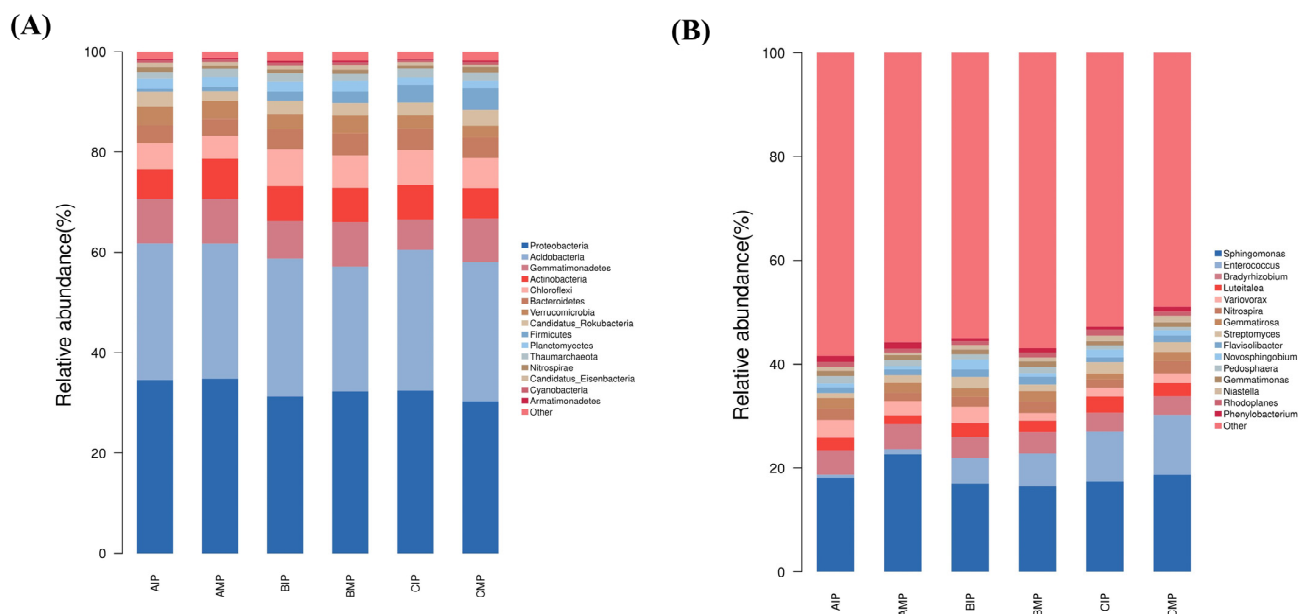 (A)
100
80
60
40
20
0
Relative abundance(%)
AIP
AMP
BIP
BMP
CIP
CMP
Proteobacteria
Acidobacteria
Gemmatimonadetes
Actinobacteria
Chloroflexi
Bacteroidetes
Verrucomicrobia
Candidatus_Rokubacteria
Firmicutes
Planctomycetes
Thaumarchaeota
Nitrospirae
Candidatus_Eisenbacteria
Cyanobacteria
Armatimonadetes
Other
(B)
100
80
60
40
20
0
Relative abundance(%)
AIP
AMP
BIP
BMP
CIP
CMP
Sphingomonas
Enterococcus
Bradyrhizobium
Luteitalea
Variovorax
Nitrospira
Gemmatirosa
Streptomyces
Flavisolibacter
Novosphingobium
Pedosphaera
Gemmatimonas
Niastella
Rhodoplanes
Phenylobacterium
Other